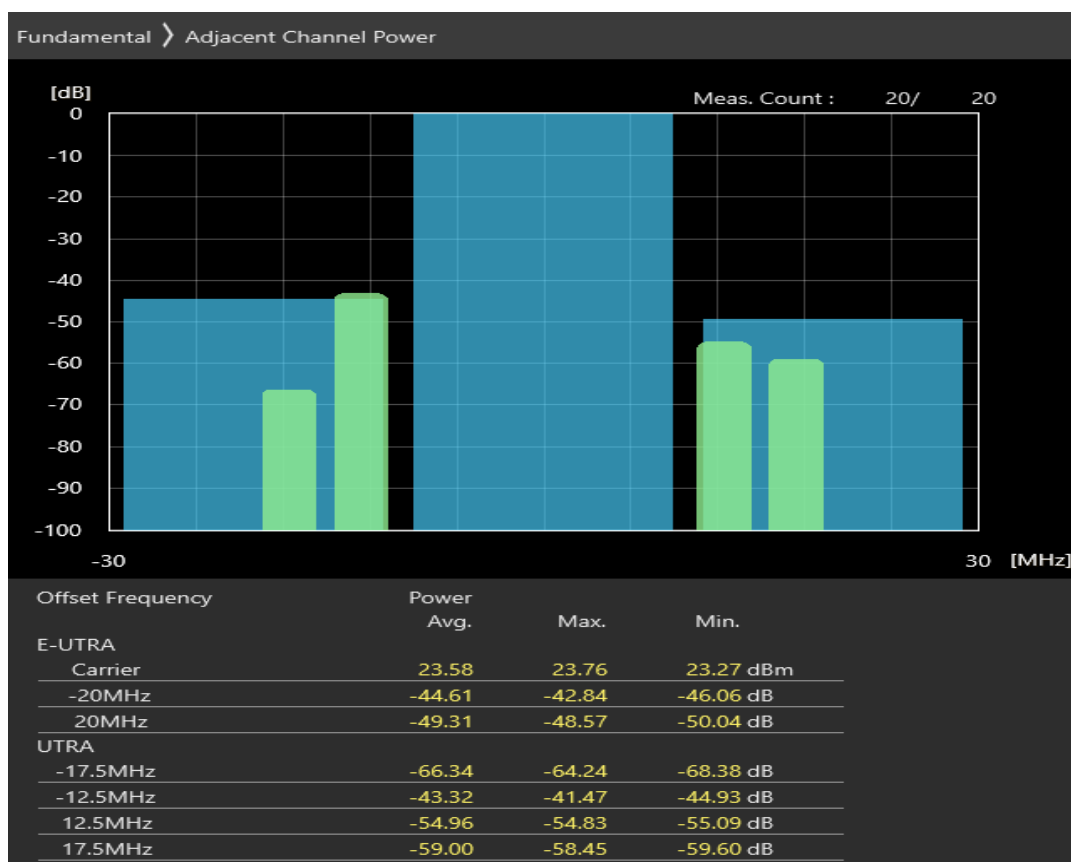 Fundamental ❯ Adjacent Channel Power
[dB]
Meas. Count : 20/ 20
0
-10
-20
-30
-40
-50
-60
-70
-80
-90
-100
-30 30 [MHz]
Offset Frequency Power
Avg. Max. Min.
E-UTRA
Carrier 23.58 23.76 23.27 dBm
-20MHz -44.61 -42.84 -46.06 dB
20MHz -49.31 -48.57 -50.04 dB
UTRA
-17.5MHz -66.34 -64.24 -68.38 dB
-12.5MHz -43.32 -41.47 -44.93 dB
12.5MHz -54.96 -54.83 -55.09 dB
17.5MHz -59.00 -58.45 -59.60 dB